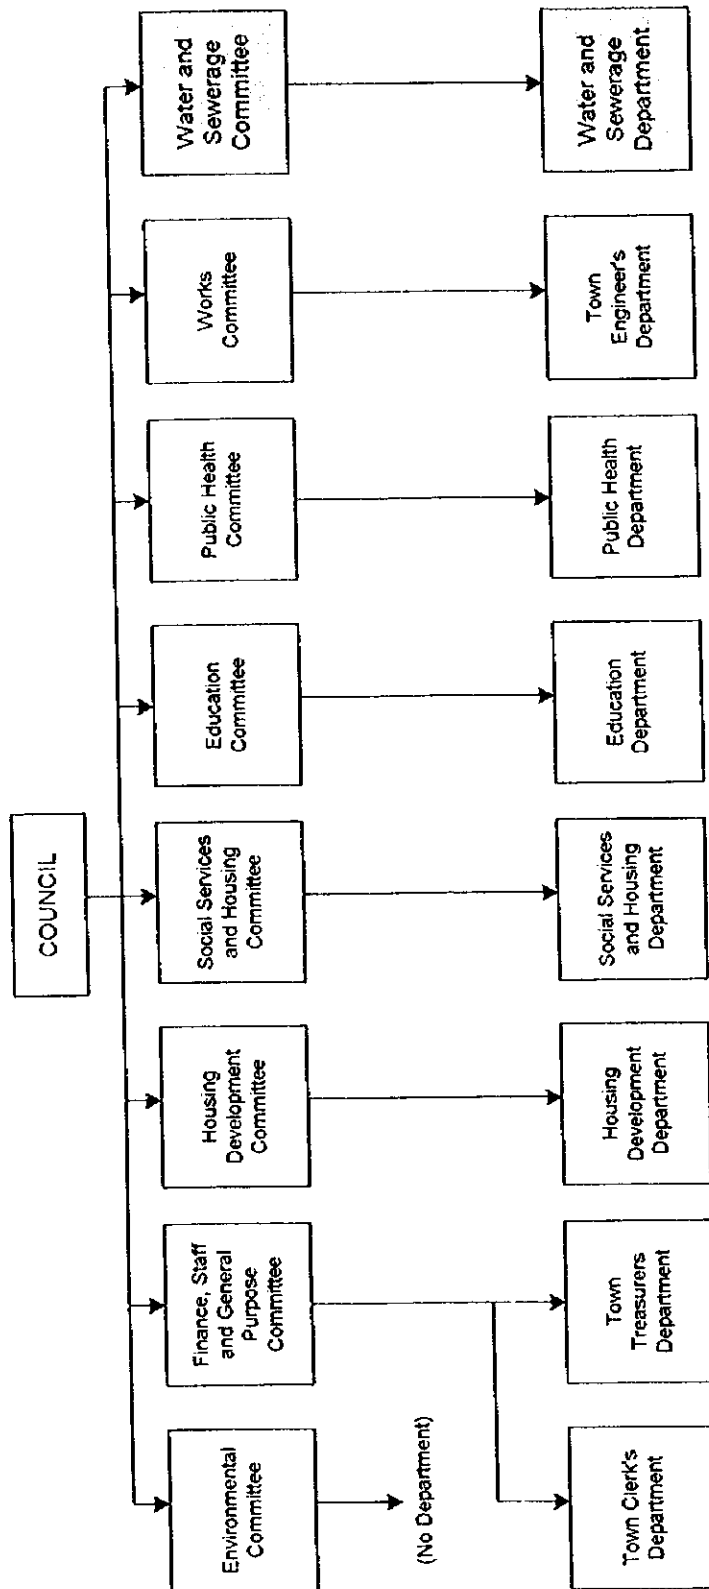 COUNCIL
Environmental
Committee
Finance, Staff
and General
Purpose
Committee
Housing
Development
Committee
Social Services
and Housing
Committee
Education
Committee
Public Health
Committee
Works
Committee
Water and
Sewerage
Committee
(No Department)
Town Clerk's
Department
Town
Treasurers
Department
Housing
Development
Department
Social Services
and Housing
Department
Education
Department
Public Health
Department
Town
Engineer's
Department
Water and
Sewerage
Department